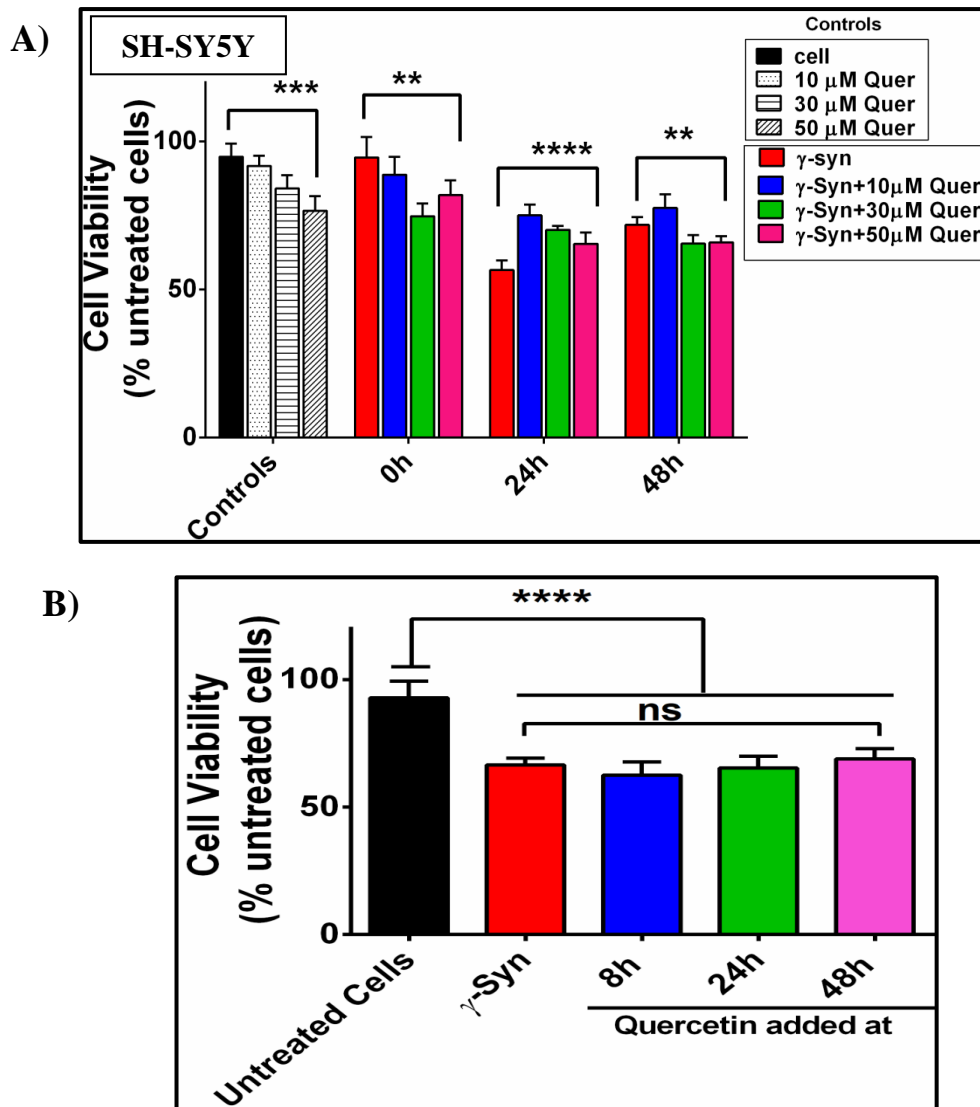 A)
SH-SY5Y
Cell Viability
(% untreated cells)
100
50
0
***
**
****
**
Controls
0h
24h
48h
Controls
cell
10 μM Quer
30 μM Quer
50 μM Quer
γ-syn
γ-Syn+10μM Quer
γ-Syn+30μM Quer
γ-Syn+50μM Quer
B)
Cell Viability
(% untreated cells)
100
50
0
****
ns
Untreated Cells
γ-Syn
8h
24h
48h
Quercetin added at